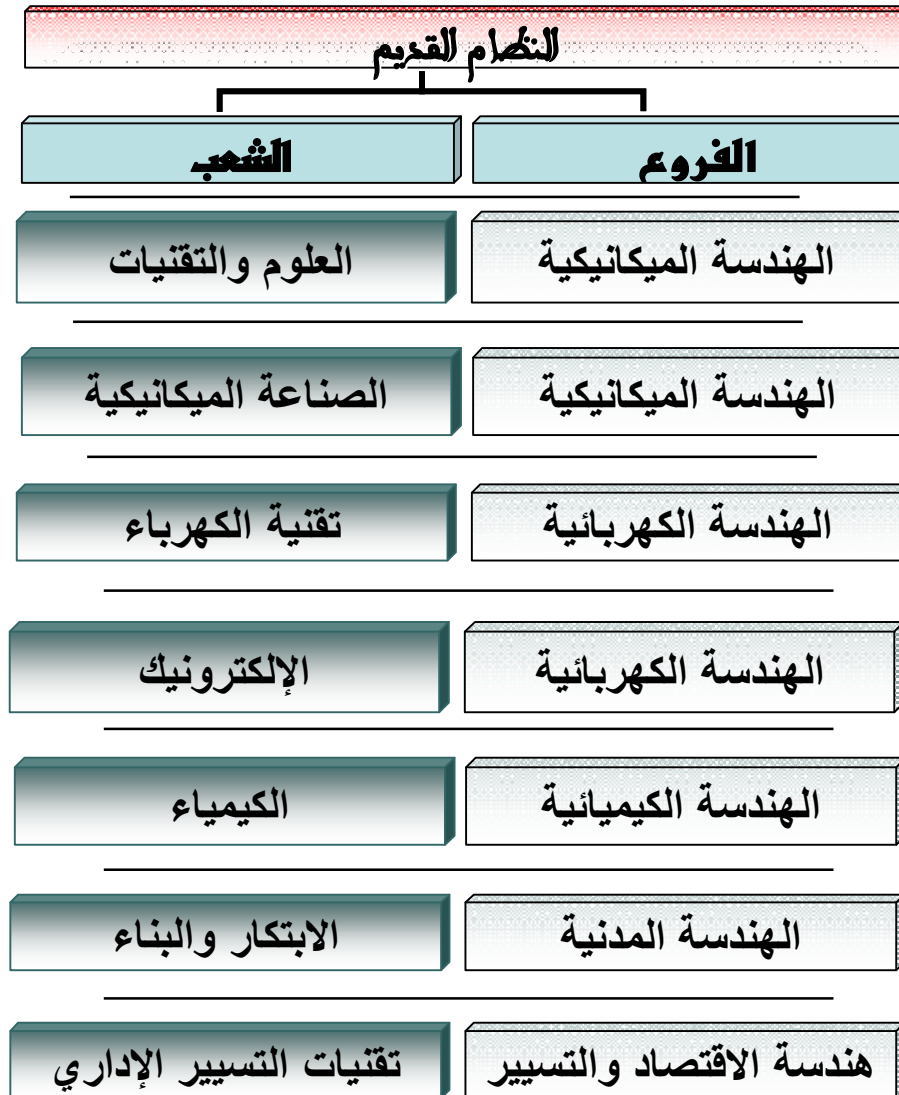 النظام القديم
الفروع الشعب
الهندسة الميكانيكية العلوم والتقنيات
الهندسة الميكانيكية الصناعة الميكانيكية
الهندسة الكهربائية تقنية الكهرباء
الهندسة الكهربائية الإلكترونيك
الهندسة الكيميائية الكيمياء
الهندسة المدنية الابتكار والبناء
هندسة الاقتصاد والتسيير تقنيات التسيير الإداري